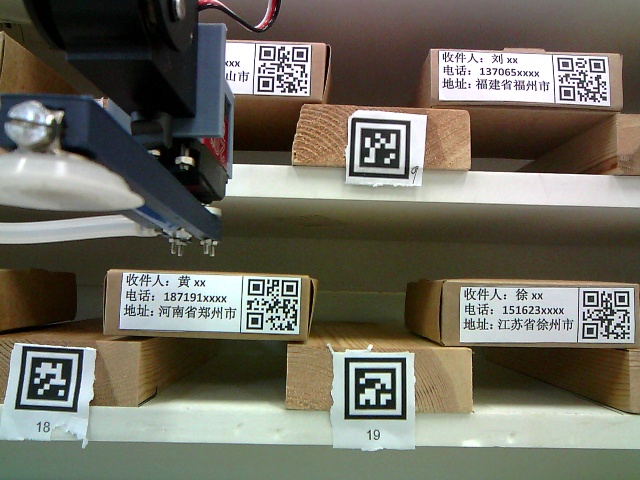 xxx
山市
收件人：刘 xx
电话：137065xxxx
地址：福建省福州市
9
收件人：黄 xx
电话：187191xxxx
地址：河南省郑州市
收件人：徐 xx
电话：151623xxxx
地址：江苏省徐州市
18
19